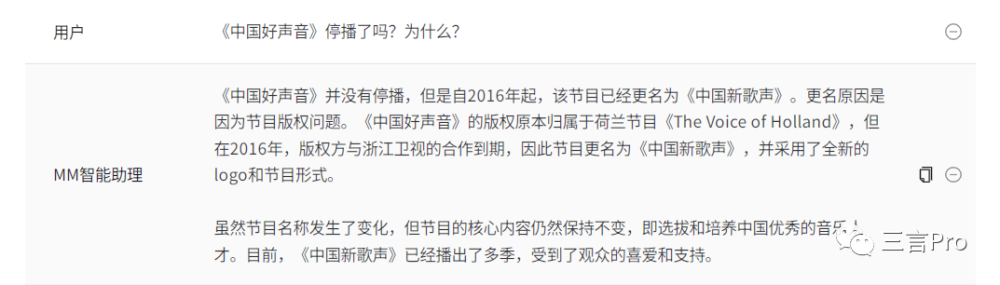 用户
《中国好声音》停播了吗？为什么？
《中国好声音》并没有停播，但是自2016年起，该节目已经更名为《中国新歌声》。更名原因是
因为节目版权问题。《中国好声音》的版权原本归属于荷兰节目《The Voice of Holland》，但
在2016年，版权方与浙江卫视的合作到期，因此节目更名为《中国新歌声》，并采用了全新的
MM智能助理
logo和节目形式。
虽然节目名称发生了变化，但节目的核心内容仍然保持不变，即选拔和培养中国优秀的音乐人
才。目前，《中国新歌声》已经播出了多季，受到了观众的喜爱和支持。
三言Pro